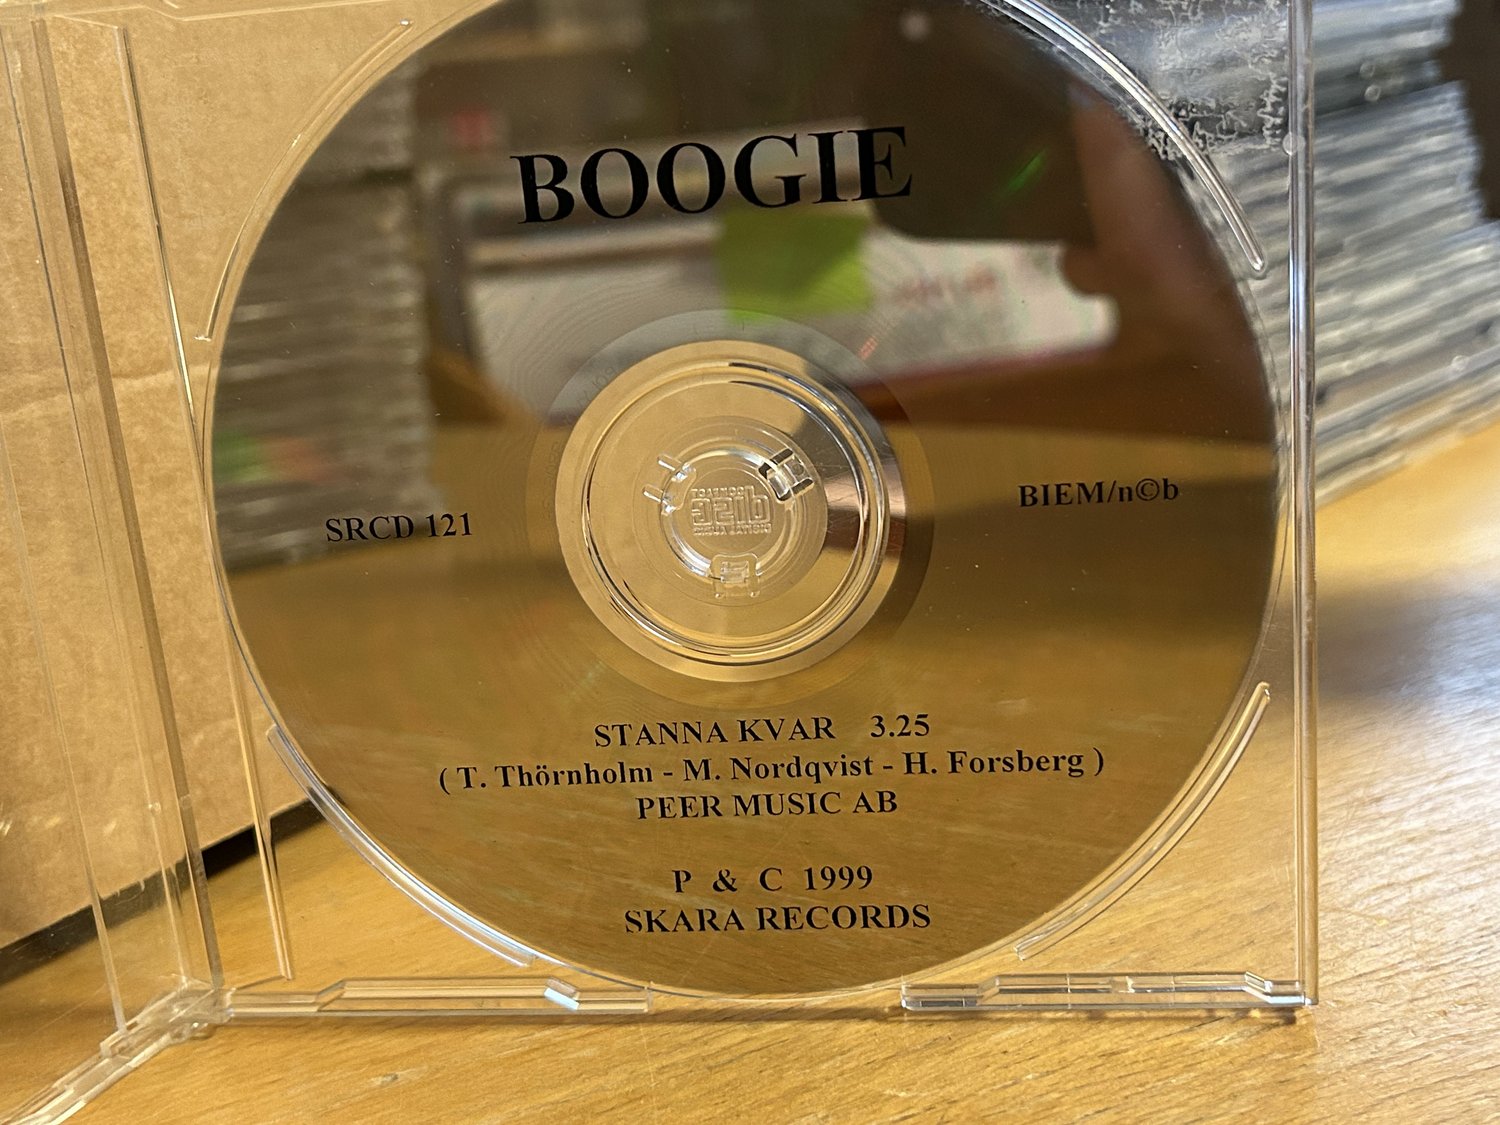 BOOGIE
SRCD 121
BIEM/n©b
STANNA KVAR 3.25
( T. Thörnholm - M. Nordqvist - H. Forsberg )
PEER MUSIC AB
P & C 1999
SKARA RECORDS